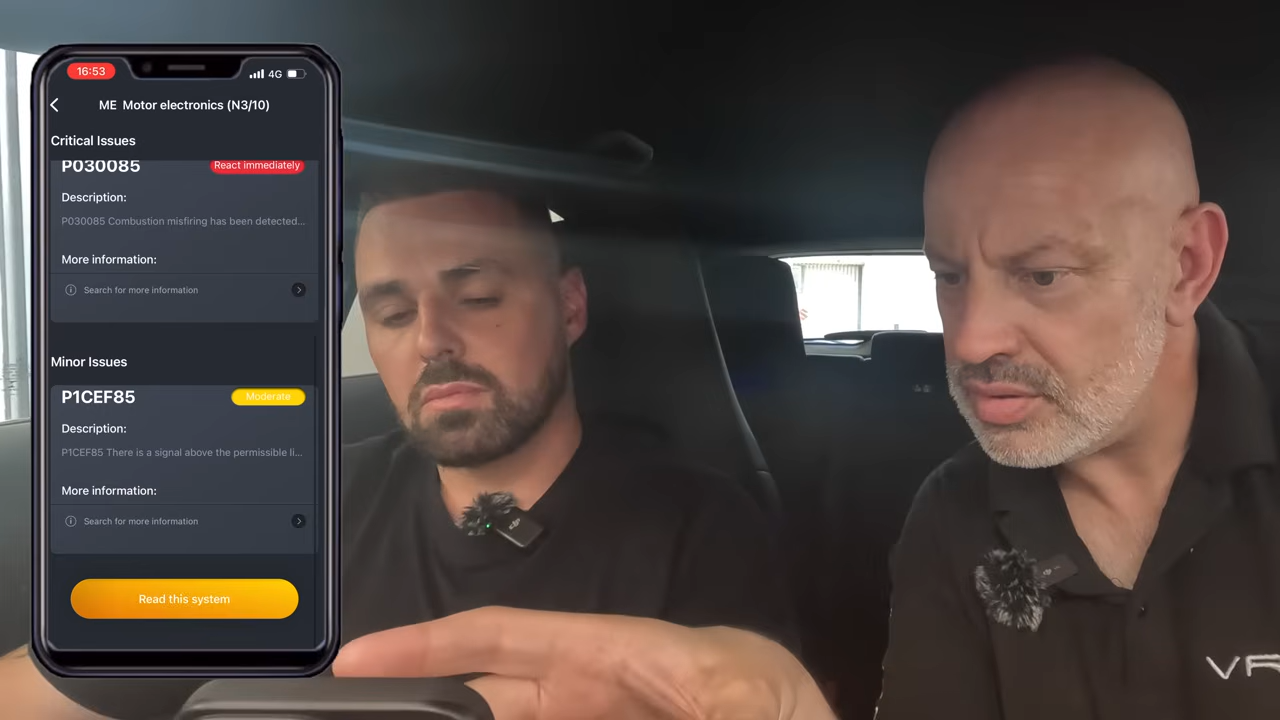 16:53
4G
ME Motor electronics (N3/10)
Critical Issues
P030085
React immediately
Description:
P030085 Combustion misfiring has been detected...
More information:
Search for more information
Minor Issues
P1CEF85
Moderate
Description:
P1CEF85 There is a signal above the permissible li...
More information:
Search for more information
Read this system
dji